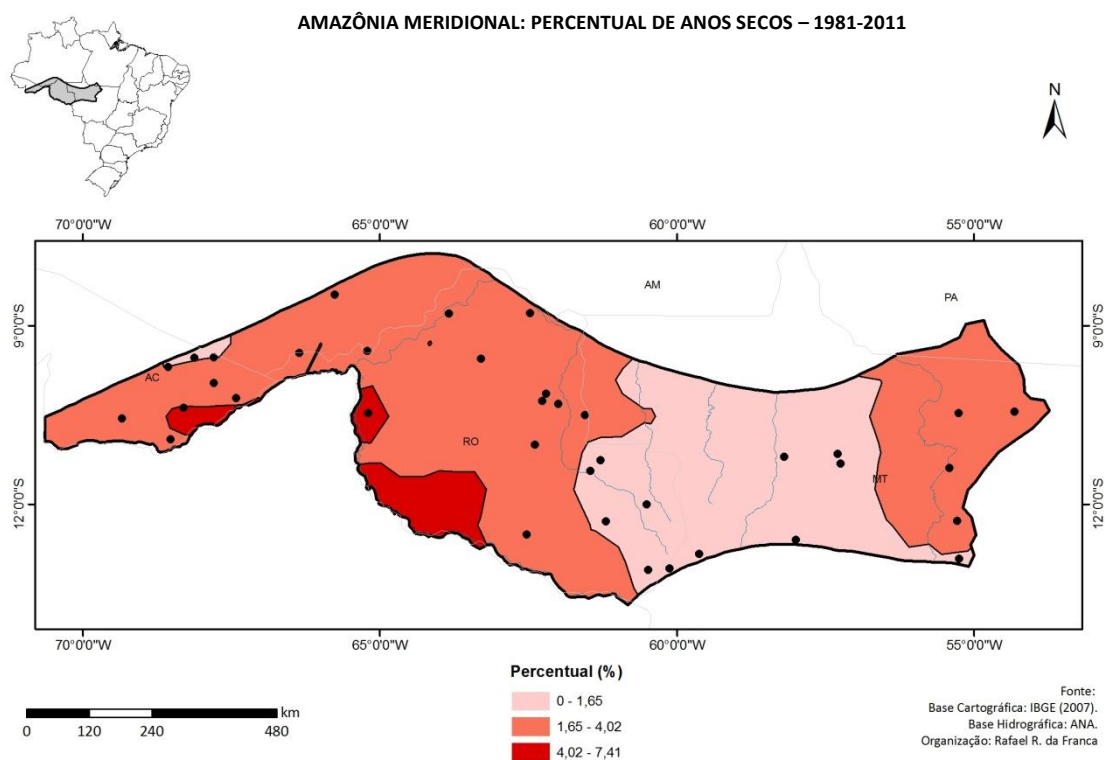 AMAZÔNIA MERIDIONAL: PERCENTUAL DE ANOS SECOS – 1981-2011
N
70°0'0"W 65°0'0"W 60°0'0"W 55°0'0"W
AM
PA
9°0'0"S 9°0'0"S
AC
RO
MT
12°0'0"S 12°0'0"S
70°0'0"W 65°0'0"W 60°0'0"W 55°0'0"W
Percentual (%)
0 - 1,65
1,65 - 4,02
4,02 - 7,41
km
0 120 240 480
Fonte:
Base Cartográfica: IBGE (2007).
Base Hidrográfica: ANA.
Organização: Rafael R. da Franca